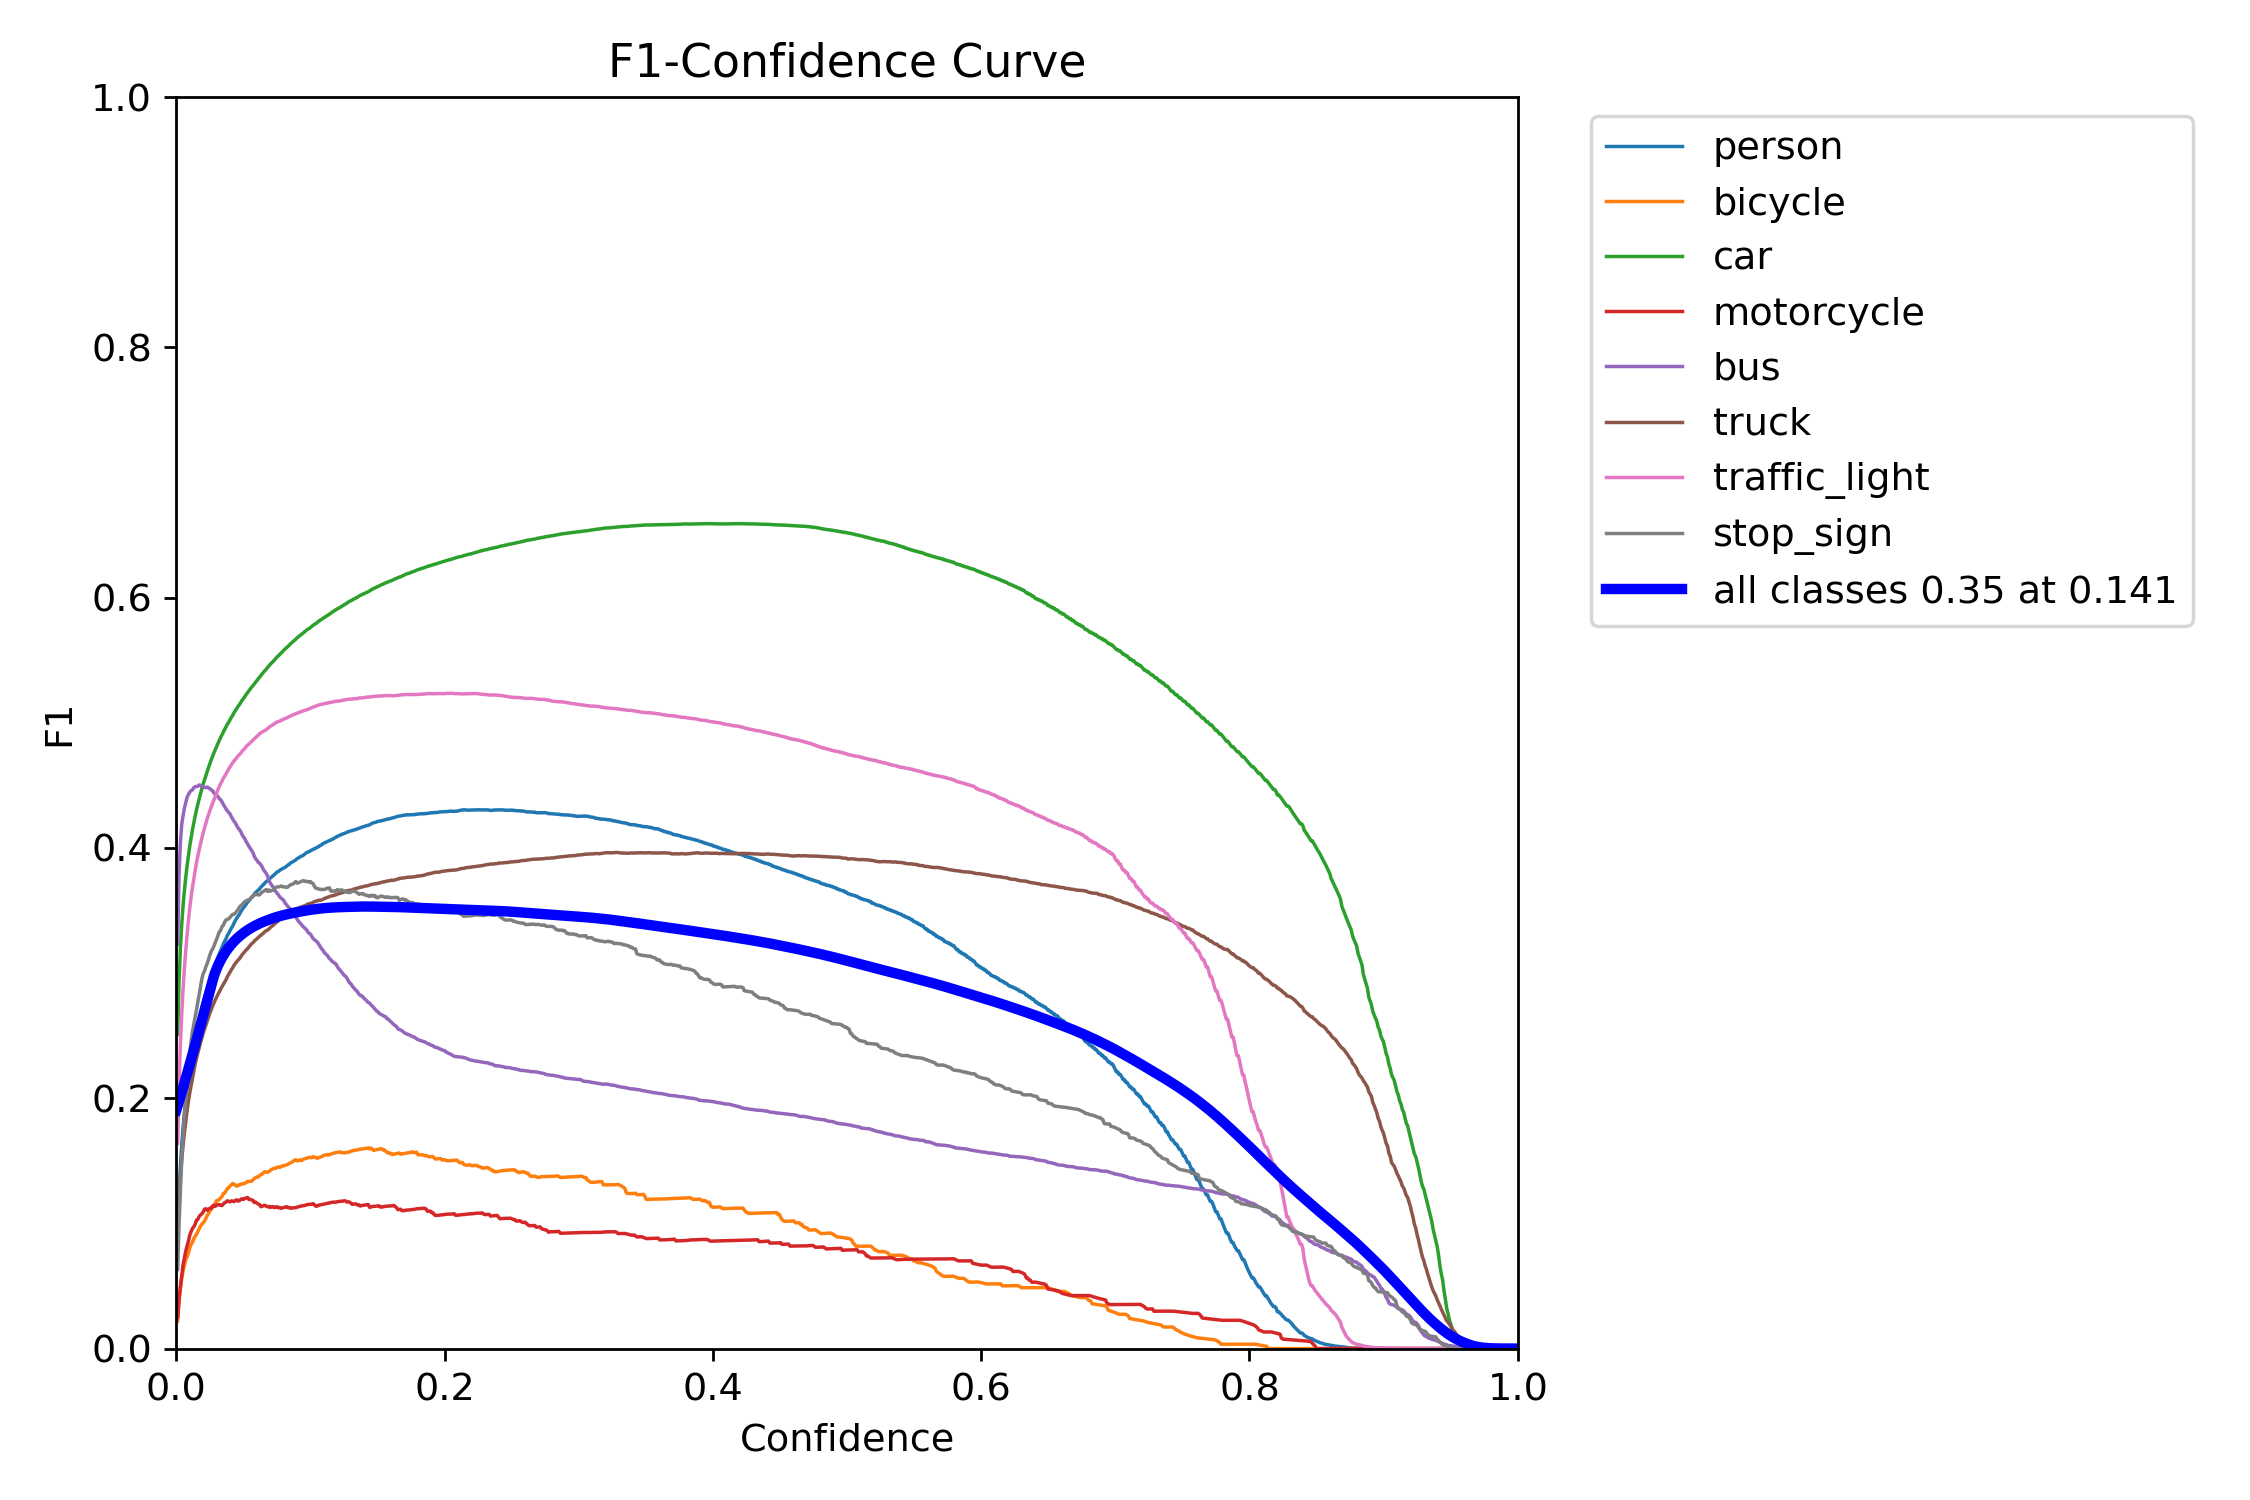 F1-Confidence Curve
1.0
0.8
0.6
0.4
0.2
0.0
F1
0.0 0.2 0.4 0.6 0.8 1.0
Confidence
person
bicycle
car
motorcycle
bus
truck
traffic_light
stop_sign
all classes 0.35 at 0.141